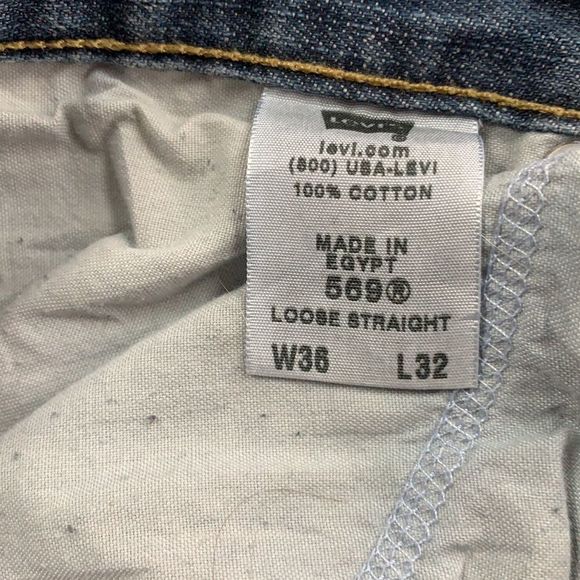 Levi's
levi.com
(800) USA-LEVI
100% COTTON
MADE IN
EGYPT
569®
LOOSE STRAIGHT
W36 L32